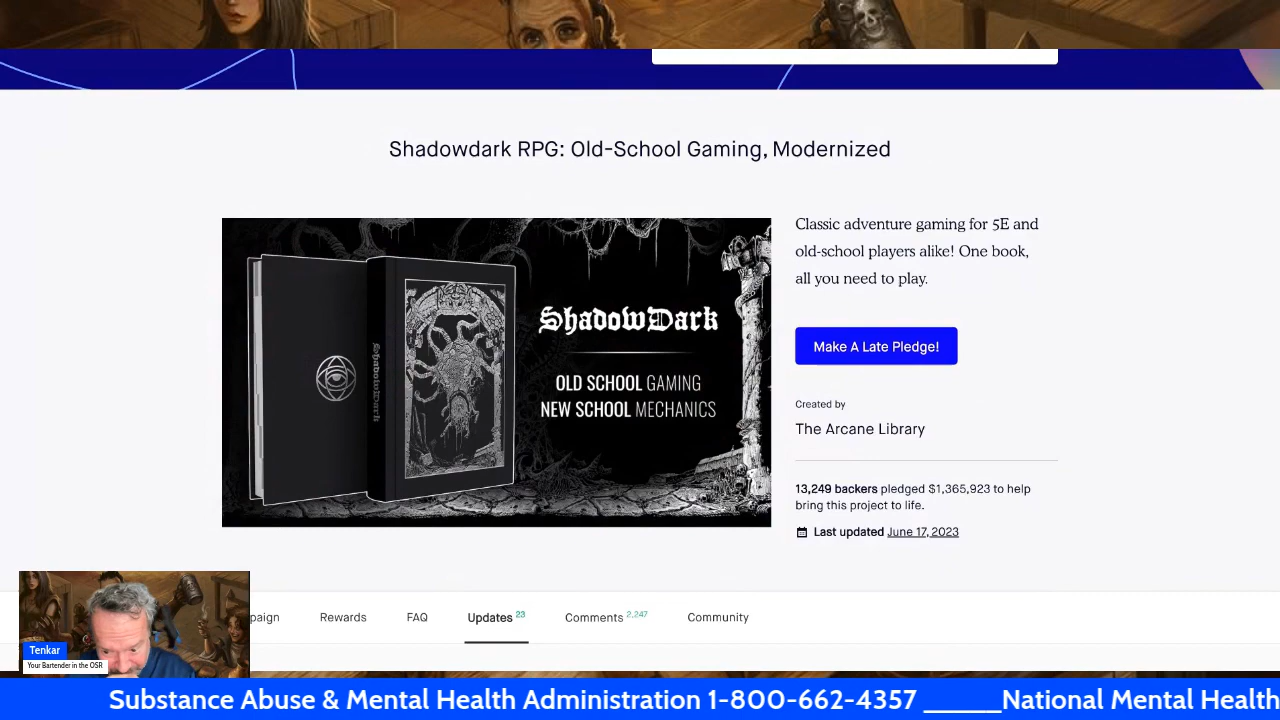 Shadowdark RPG: Old-School Gaming, Modernized
Classic adventure gaming for 5E and
old-school players alike! One book,
all you need to play.
ShadowDark
ShadowDark
OLD SCHOOL GAMING
NEW SCHOOL MECHANICS
Make A Late Pledge!
Created by
The Arcane Library
13,249 backers pledged $1,365,923 to help
bring this project to life.
Last updated June 17, 2023
paign Rewards FAQ Updates 23 Comments 2,247 Community
Tenkar
Your Bartender in the OSR
Substance Abuse & Mental Health Administration 1-800-662-4357 ______National Mental Health